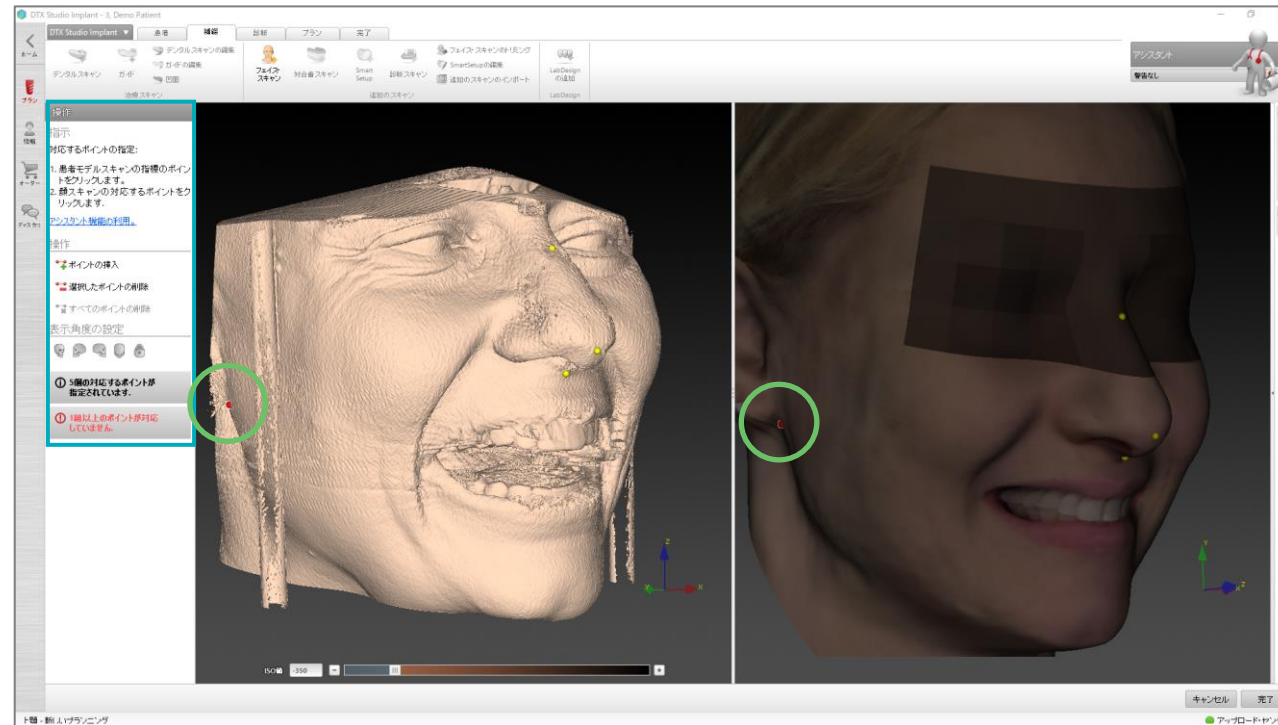 DTX Studio Implant - 3, Demo Patient
DTX Studio Implant
患者
補綴
診断
プラン
完了
ホーム
プラン
情報
オーダー
デンタルスキャン
ガイド
デンタルスキャンの編集
ガイドの編集
凹面
治療スキャン
フェイス
スキャン
対合歯スキャン
Smart
Setup
診断スキャン
フェイス スキャンのトリミング
SmartSetupの編集
追加のスキャンのインポート
追加のスキャン
LabDesign
の追加
LabDesign
アシスタント
警告なし
操作
指示
対応するポイントの指定:
1. 患者モデルスキャンの指標のポイン
トをクリックします。
2. 顔スキャンの対応するポイントをク
リックします.
アシスタント機能の利用。
操作
ポイントの挿入
選択したポイントの削除
すべてのポイントの削除
表示角度の設定
5個の対応するポイントが
指定されています.
1組以上のポイントが対応
していません.
Z
Y
X
Y
Z
X
ISO値 -350
キャンセル
完了
上顎 - 新しいプランニング